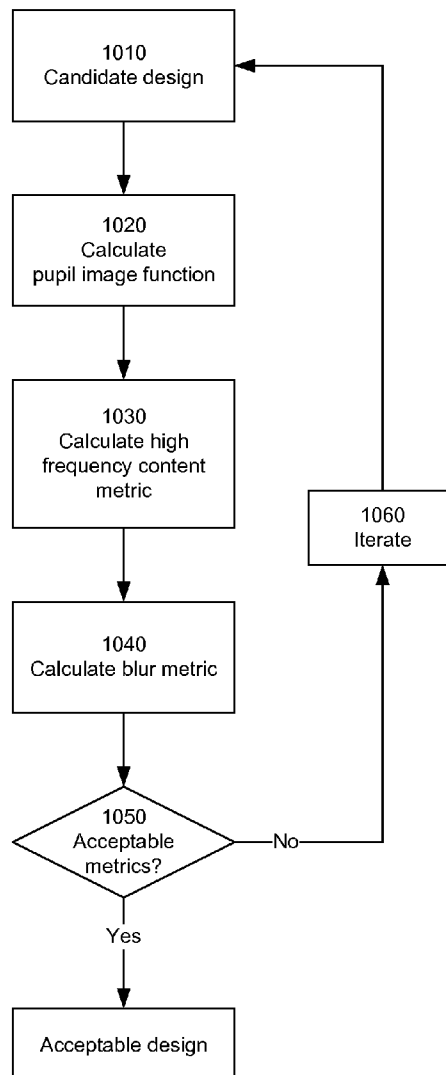 1010
Candidate design
1020
Calculate
pupil image function
1030
Calculate high
frequency content
metric
1040
Calculate blur metric
1050
Acceptable
metrics?
No
1060
Iterate
Yes
Acceptable design